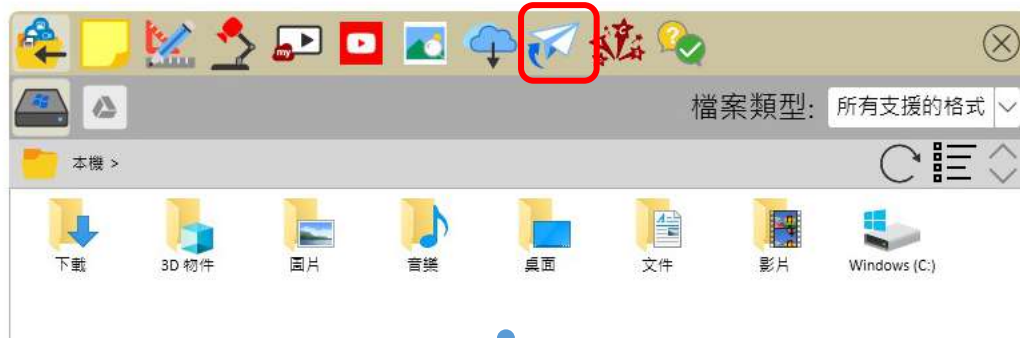 my
檔案類型: 所有支援的格式
本機 >
下載
3D 物件
圖片
音樂
桌面
文件
影片
Windows (C:)